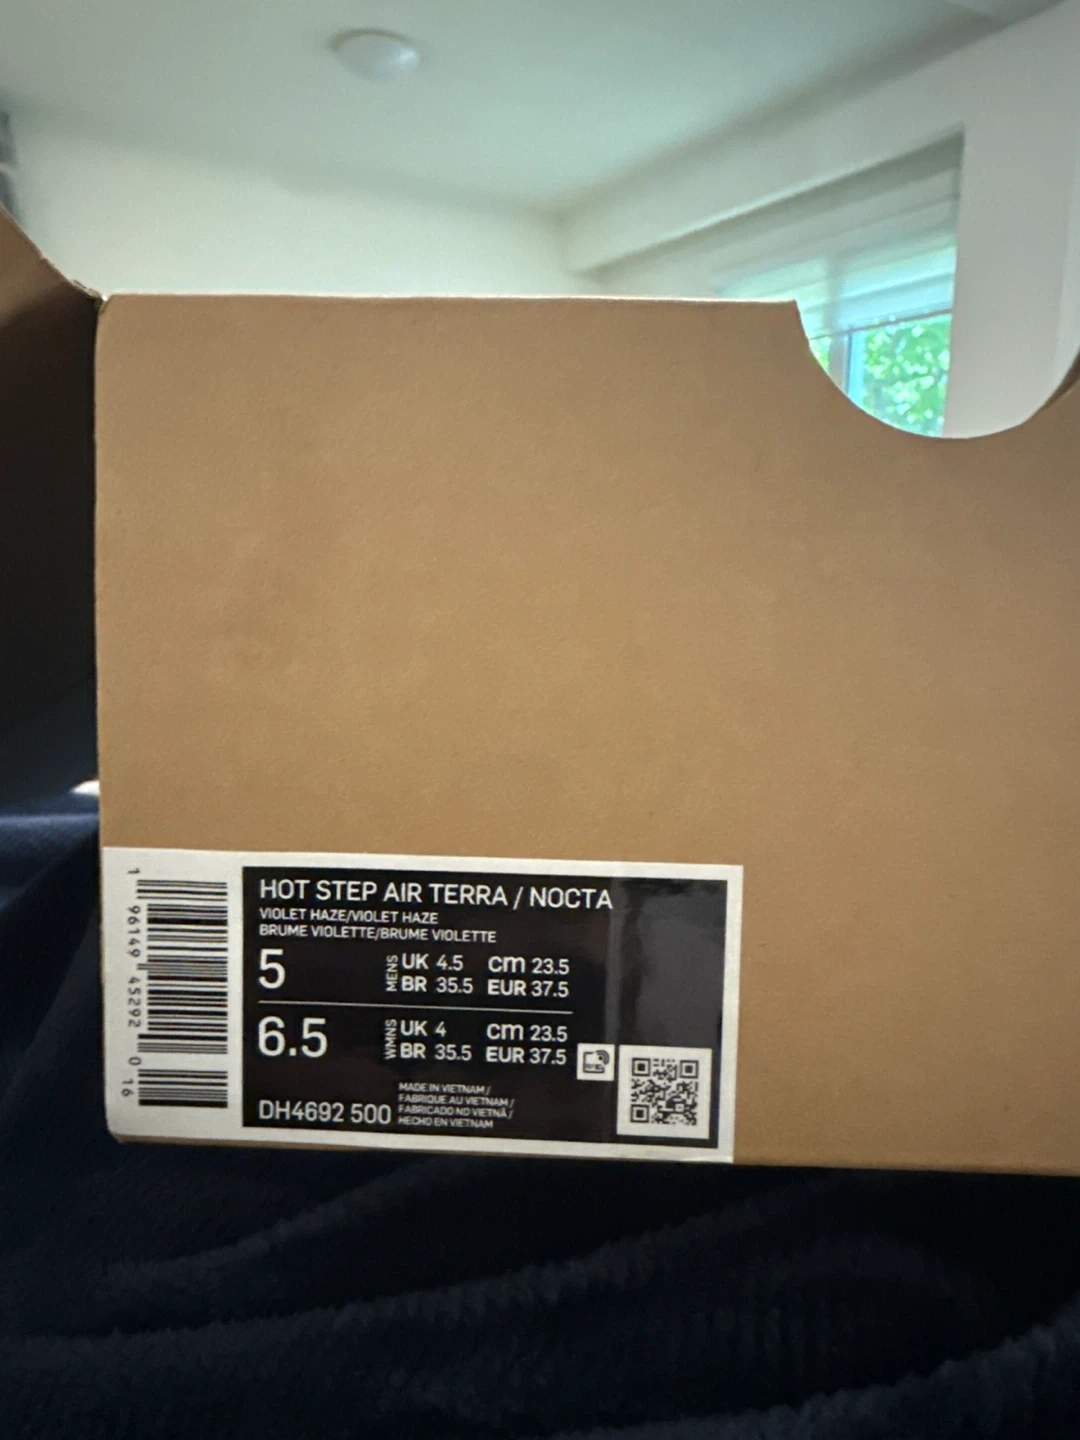 HOT STEP AIR TERRA / NOCTA
VIOLET HAZE/VIOLET HAZE
BRUME VIOLETTE/BRUME VIOLETTE
5
MENS
UK 4.5 cm 23.5
BR 35.5 EUR 37.5
6.5
WMNS
UK 4 cm 23.5
BR 35.5 EUR 37.5
DH4692 500
MADE IN VIETNAM /
FABRIQUE AU VIETNAM /
FABRICADO NO VIETNÃ /
HECHO EN VIETNAM
1 96149 45292 0 16